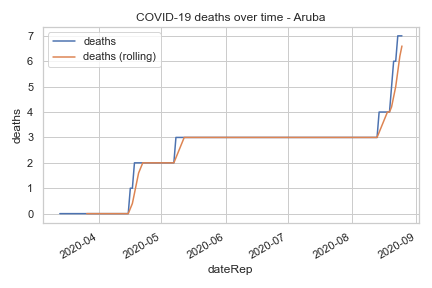 COVID-19 deaths over time - Aruba
deaths
deaths (rolling)
7
6
5
4
3
2
1
0
deaths
2020-04
2020-05
2020-06
2020-07
2020-08
2020-09
dateRep